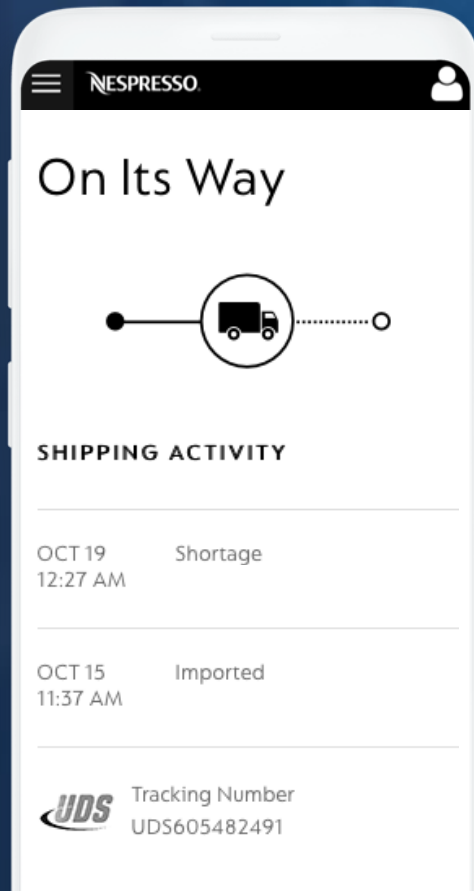 NESPRESSO.
On Its Way
SHIPPING ACTIVITY
OCT 19 Shortage
12:27 AM
OCT 15 Imported
11:37 AM
UDS Tracking Number
UDS605482491